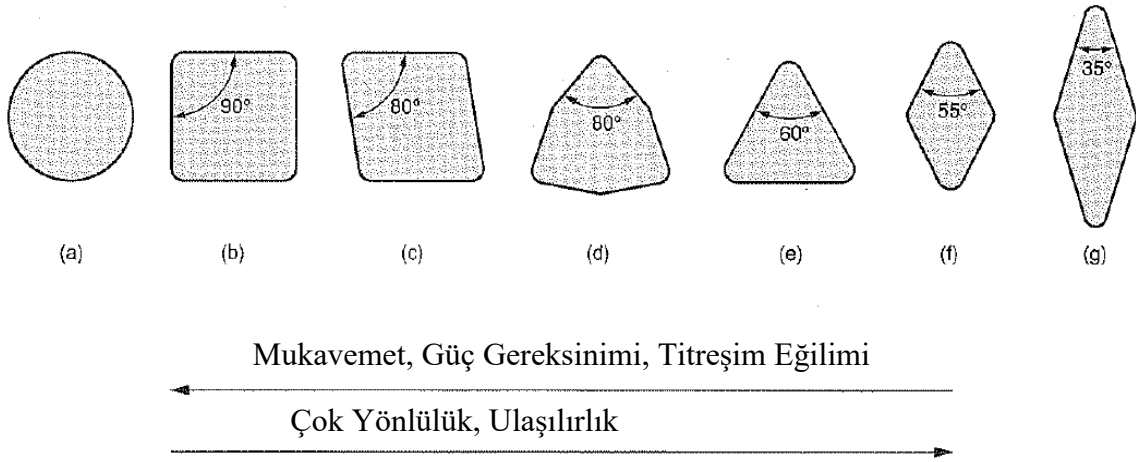 90° 80° 80° 60° 55° 35°
(a) (b) (c) (d) (e) (f) (g)
Mukavemet, Güç Gereksinimi, Titreşim Eğilimi
Çok Yönlülük, Ulaşılırlık